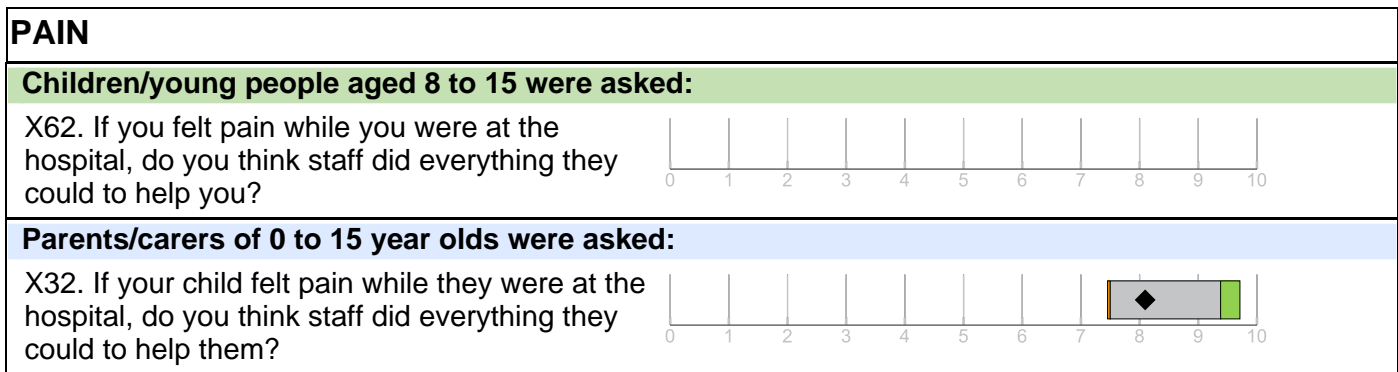 PAIN
Children/young people aged 8 to 15 were asked:
X62. If you felt pain while you were at the
hospital, do you think staff did everything they
could to help you?
0 1 2 3 4 5 6 7 8 9 10
Parents/carers of 0 to 15 year olds were asked:
X32. If your child felt pain while they were at the
hospital, do you think staff did everything they
could to help them?
0 1 2 3 4 5 6 7 8 9 10